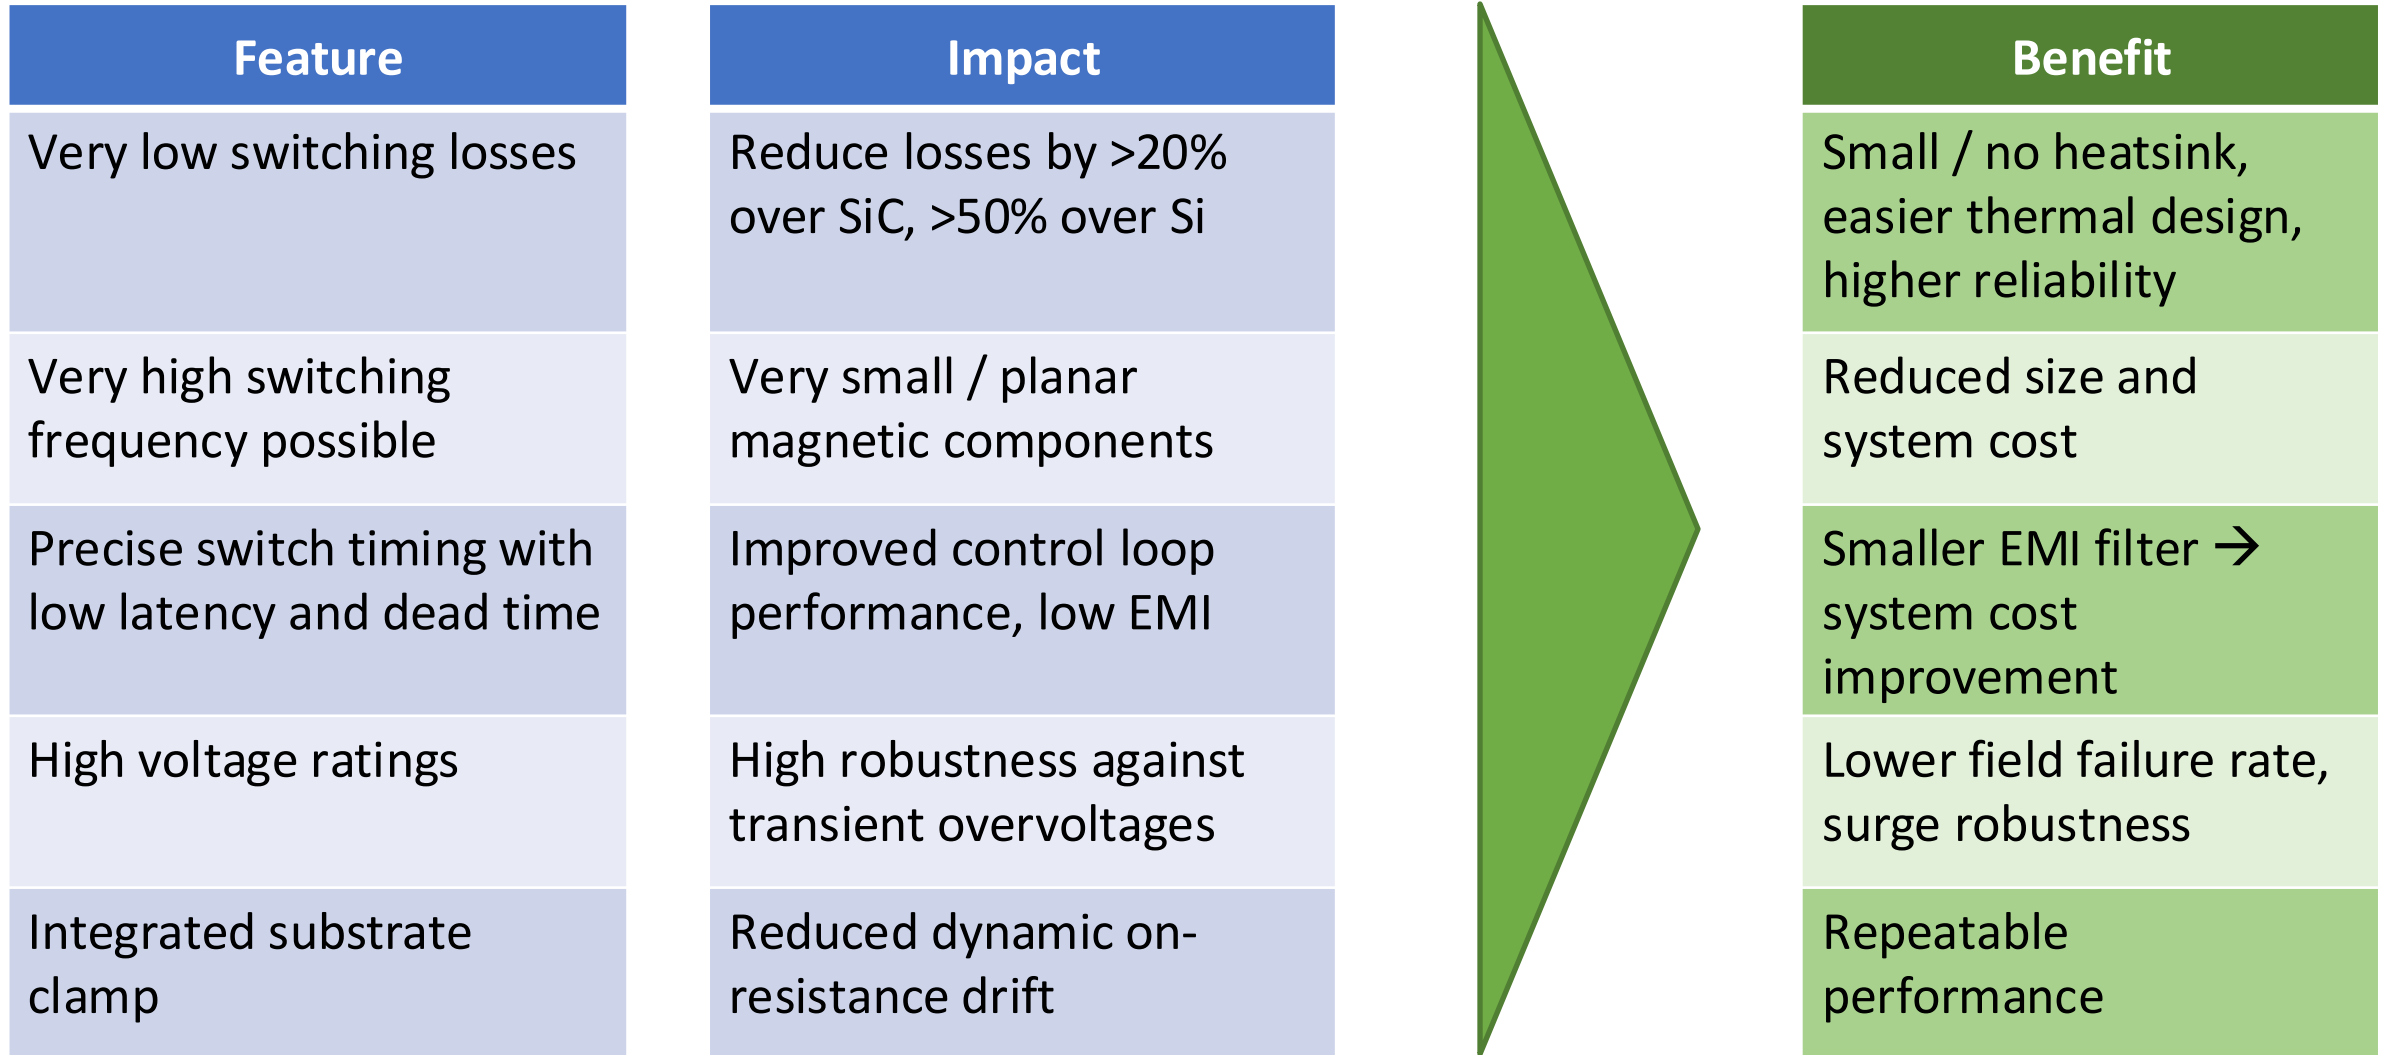 Feature
Impact
Benefit
Very low switching losses
Reduce losses by >20%
over SiC, >50% over Si
Small / no heatsink,
easier thermal design,
higher reliability
Very high switching
frequency possible
Very small / planar
magnetic components
Reduced size and
system cost
Precise switch timing with
low latency and dead time
Improved control loop
performance, low EMI
Smaller EMI filter →
system cost
improvement
High voltage ratings
High robustness against
transient overvoltages
Lower field failure rate,
surge robustness
Integrated substrate
clamp
Reduced dynamic on-
resistance drift
Repeatable
performance